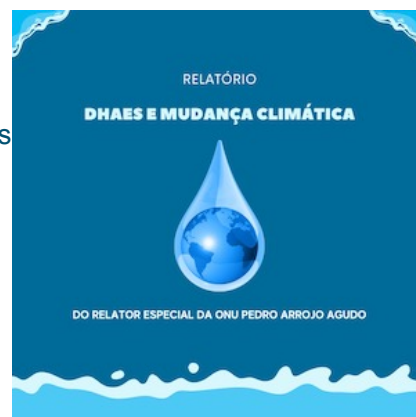 RELATÓRIO
DHAES E MUDANÇA CLIMÁTICA
s
DO RELATOR ESPECIAL DA ONU PEDRO ARROJO AGUDO